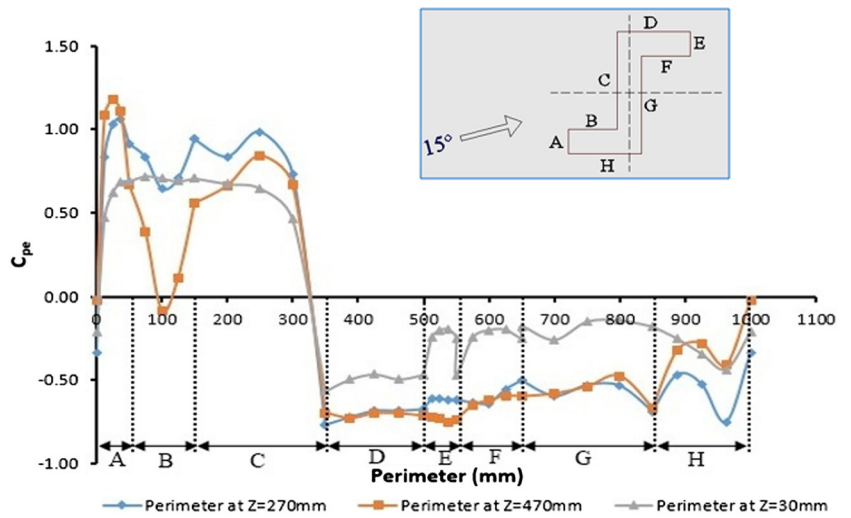 1.50
1.00
0.50
0.00
-0.50
-1.00
Cpe
D
E
F
C
G
B
A
H
15°
0 100 200 300 400 500 600 700 800 900 1000 1100
A B C D E F G H
Perimeter (mm)
Perimeter at Z=270mm Perimeter at Z=470mm Perimeter at Z=30mm